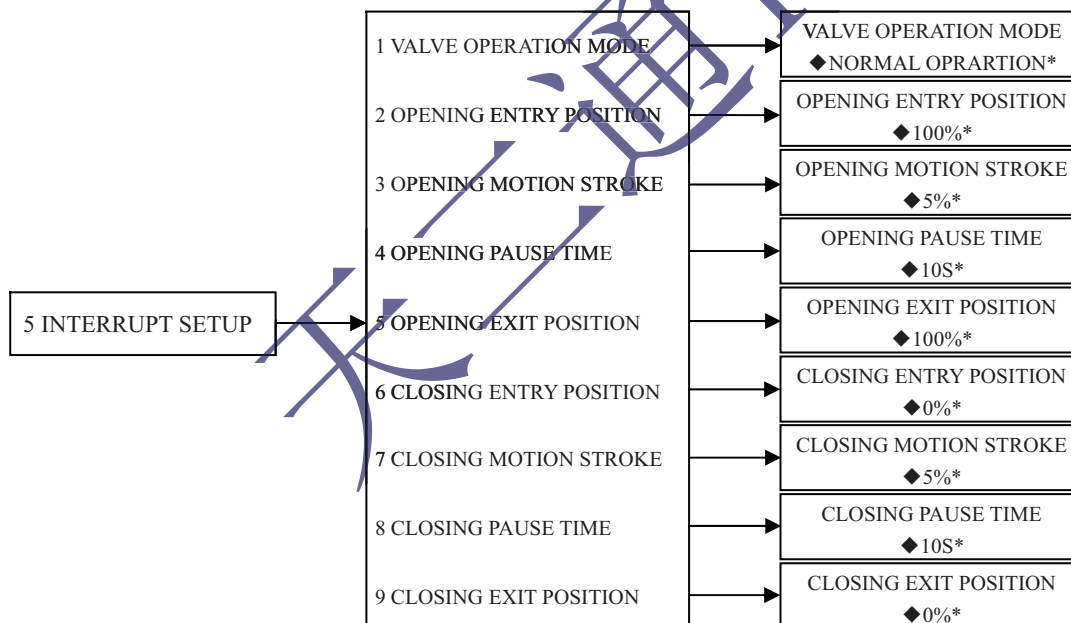 5 INTERRUPT SETUP
1 VALVE OPERATION MODE
2 OPENING ENTRY POSITION
3 OPENING MOTION STROKE
4 OPENING PAUSE TIME
5 OPENING EXIT POSITION
6 CLOSING ENTRY POSITION
7 CLOSING MOTION STROKE
8 CLOSING PAUSE TIME
9 CLOSING EXIT POSITION
VALVE OPERATION MODE
◆NORMAL OPRARTION*
OPENING ENTRY POSITION
◆100%*
OPENING MOTION STROKE
◆5%*
OPENING PAUSE TIME
◆10S*
OPENING EXIT POSITION
◆100%*
CLOSING ENTRY POSITION
◆0%*
CLOSING MOTION STROKE
◆5%*
CLOSING PAUSE TIME
◆10S*
CLOSING EXIT POSITION
◆0%*